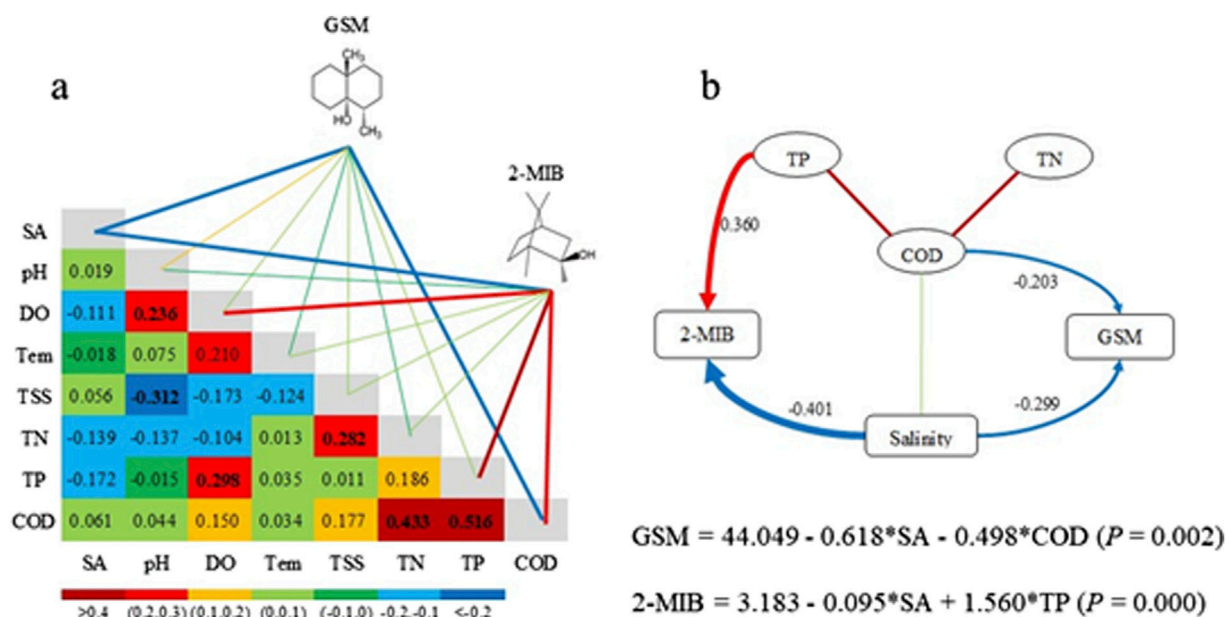 GSM
a
b
CH₃
HO
CH₃
2-MIB
OH
SA
pH 0.019
DO -0.111 0.236
Tem -0.018 0.075 0.210
TSS 0.056 -0.312 -0.173 -0.124
TN -0.139 -0.137 -0.104 0.013 0.282
TP -0.172 -0.015 0.298 0.035 0.011 0.186
COD 0.061 0.044 0.150 0.034 0.177 0.433 0.516
SA pH DO Tem TSS TN TP COD
>0.4 (0.2,0.3) (0.1,0.2) (0,0.1) (-0.1,0) -0.2,-0.1 <-0.2
TP
TN
0.360
COD
-0.203
2-MIB
GSM
-0.401
-0.299
Salinity
GSM = 44.049 - 0.618*SA - 0.498*COD (P = 0.002)
2-MIB = 3.183 - 0.095*SA + 1.560*TP (P = 0.000)